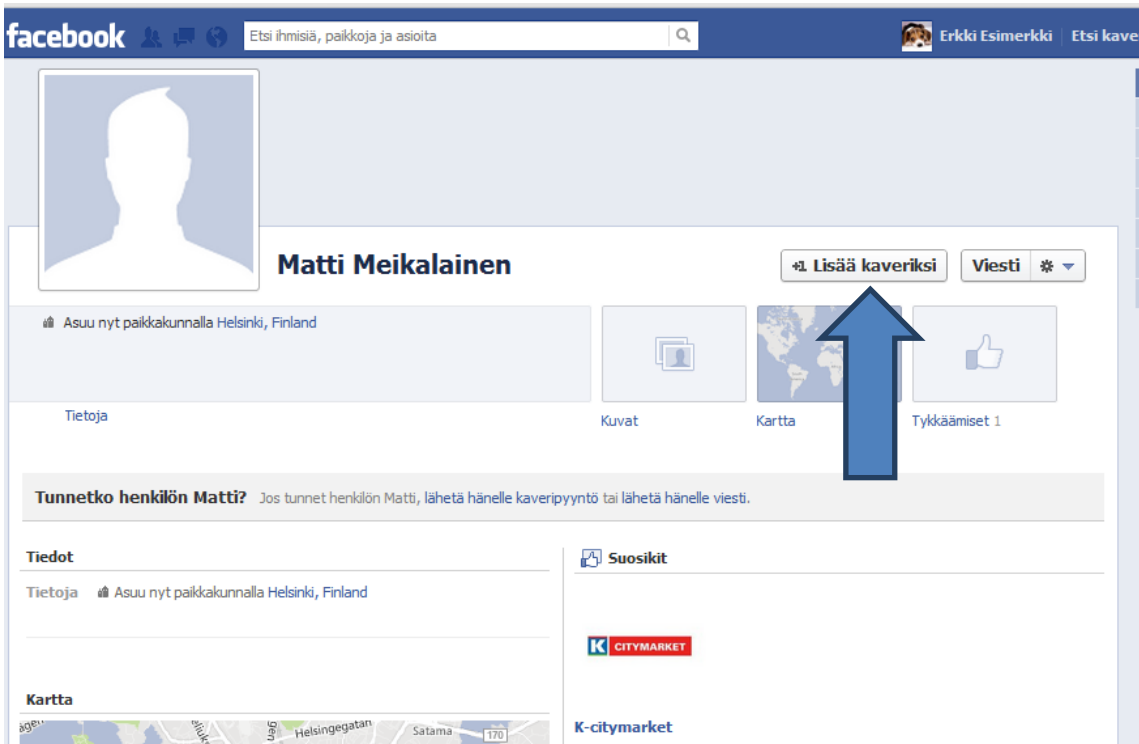 facebook Etsi ihmisiä, paikkoja ja asioita Erkki Esimerkki Etsi kave
Matti Meikalainen +1 Lisää kaveriksi Viesti
Asuu nyt paikkakunnalla Helsinki, Finland
Tietoja Kuvat Kartta Tykkäämiset 1
Tunnetko henkilön Matti? Jos tunnet henkilön Matti, lähetä hänelle kaveripyyntö tai lähetä hänelle viesti.
Tiedot Suosikit
Tietoja Asuu nyt paikkakunnalla Helsinki, Finland
K CITYMARKET
Kartta
Helsingegatan Satama 170
K-citymarket